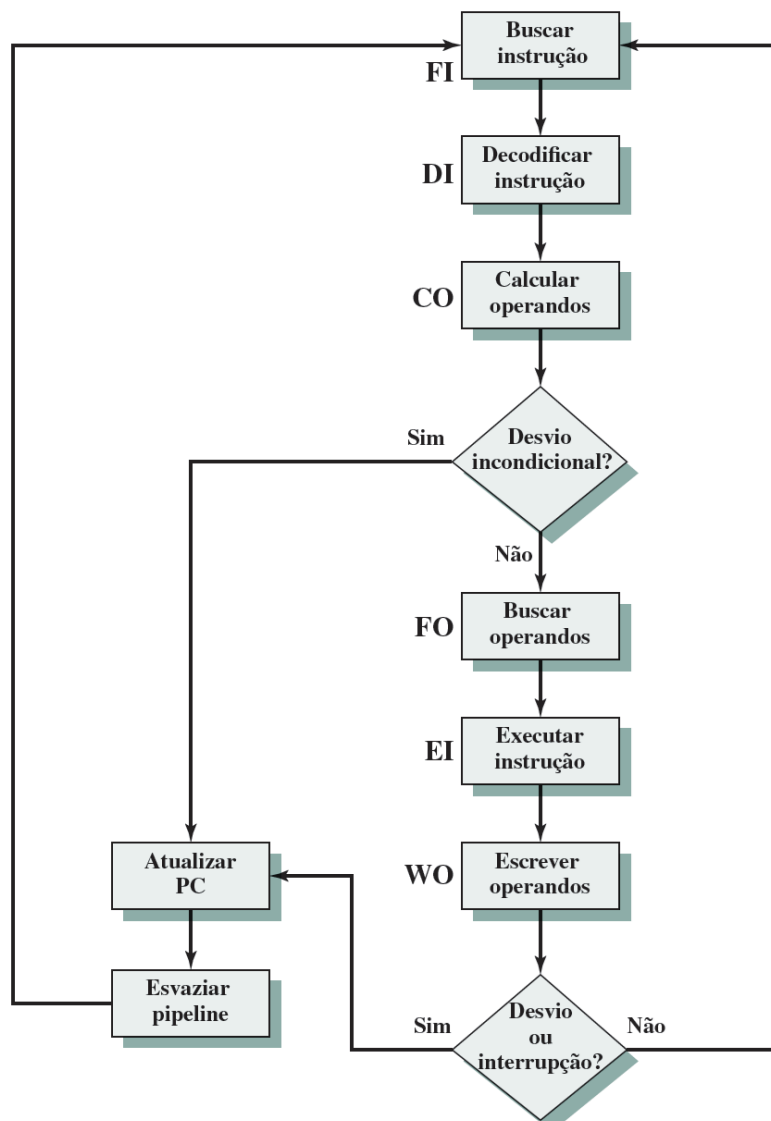 Buscar
instrução
FI
Decodificar
instrução
DI
Calcular
operandos
CO
Sim
Desvio
incondicional?
Não
Buscar
operandos
FO
Executar
instrução
EI
Atualizar
PC
WO
Escrever
operandos
Esvaziar
pipeline
Sim
Desvio
ou
interrupção?
Não